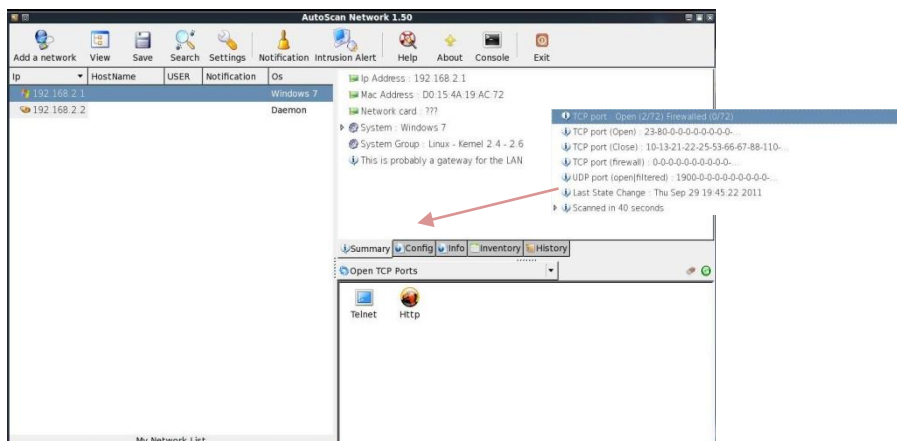 AutoScan Network 1.50
Add a network View Save Search Settings Notification Intrusion Alert Help About Console Exit
Ip HostName USER Notification Os
192.168.2.1 Windows 7
192.168.2.2 Daemon
Ip Address : 192.168.2.1
Mac Address : D0:15:4A:19:AC:72
Network card : ???
System : Windows 7
System Group : Linux - Kernel 2.4 - 2.6
This is probably a gateway for the LAN
TCP port : Open (2/72) Firewalled (0/72)
TCP port (Open) : 23-80-0-0-0-0-0-0-0-0-...
TCP port (Close) : 10-13-21-22-25-53-66-67-88-110-...
TCP port (firewall) : 0-0-0-0-0-0-0-0-0-0-...
UDP port (open|filtered) : 1900-0-0-0-0-0-0-0-0-0-...
Last State Change : Thu Sep 29 19:45:22 2011
Scanned in 40 seconds
Summary Config Info Inventory History
Open TCP Ports
Telnet Http
My Network List